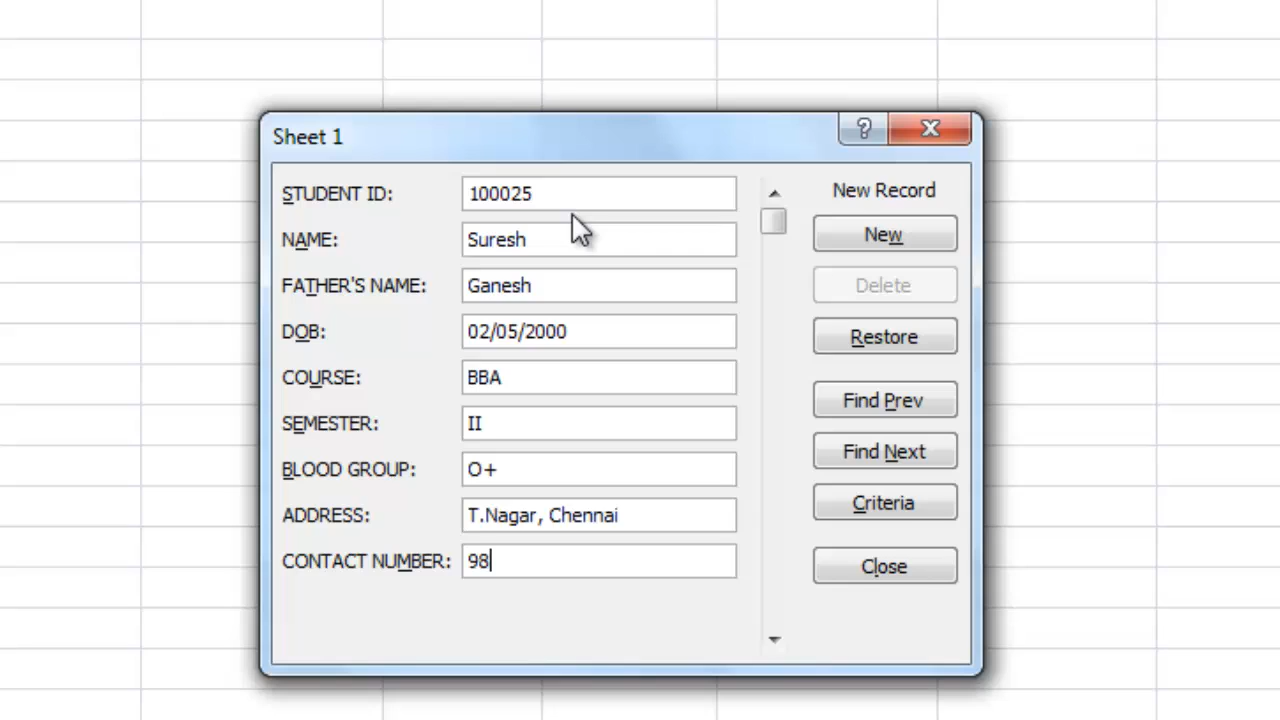 Sheet 1
STUDENT ID: 100025
NAME: Suresh
FATHER'S NAME: Ganesh
DOB: 02/05/2000
COURSE: BBA
SEMESTER: II
BLOOD GROUP: O+
ADDRESS: T.Nagar, Chennai
CONTACT NUMBER: 98
New Record
New
Delete
Restore
Find Prev
Find Next
Criteria
Close